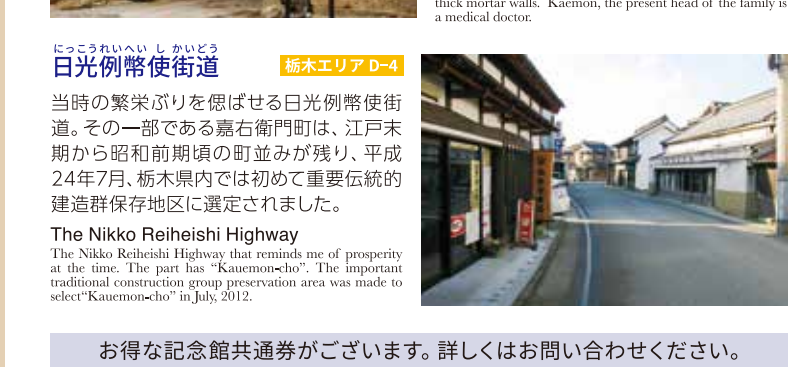 thick mortar walls. Kaemon, the present head of the family is
a medical doctor.
にっこうれいへいしかいどう
日光例幣使街道
栃木エリア D-4
当時の繁栄ぶりを偲ばせる日光例幣使街
道。その一部である嘉右衛門町は、江戸末
期から昭和前期頃の町並みが残り、平成
24年7月、栃木県内では初めて重要伝統的
建造群保存地区に選定されました。
The Nikko Reiheishi Highway
The Nikko Reiheishi Highway that reminds me of prosperity
at the time. The part has “Kauemon-cho”. The important
traditional construction group preservation area was made to
select“Kauemon-cho” in July, 2012.
お得な記念館共通券がございます。詳しくはお問い合わせください。